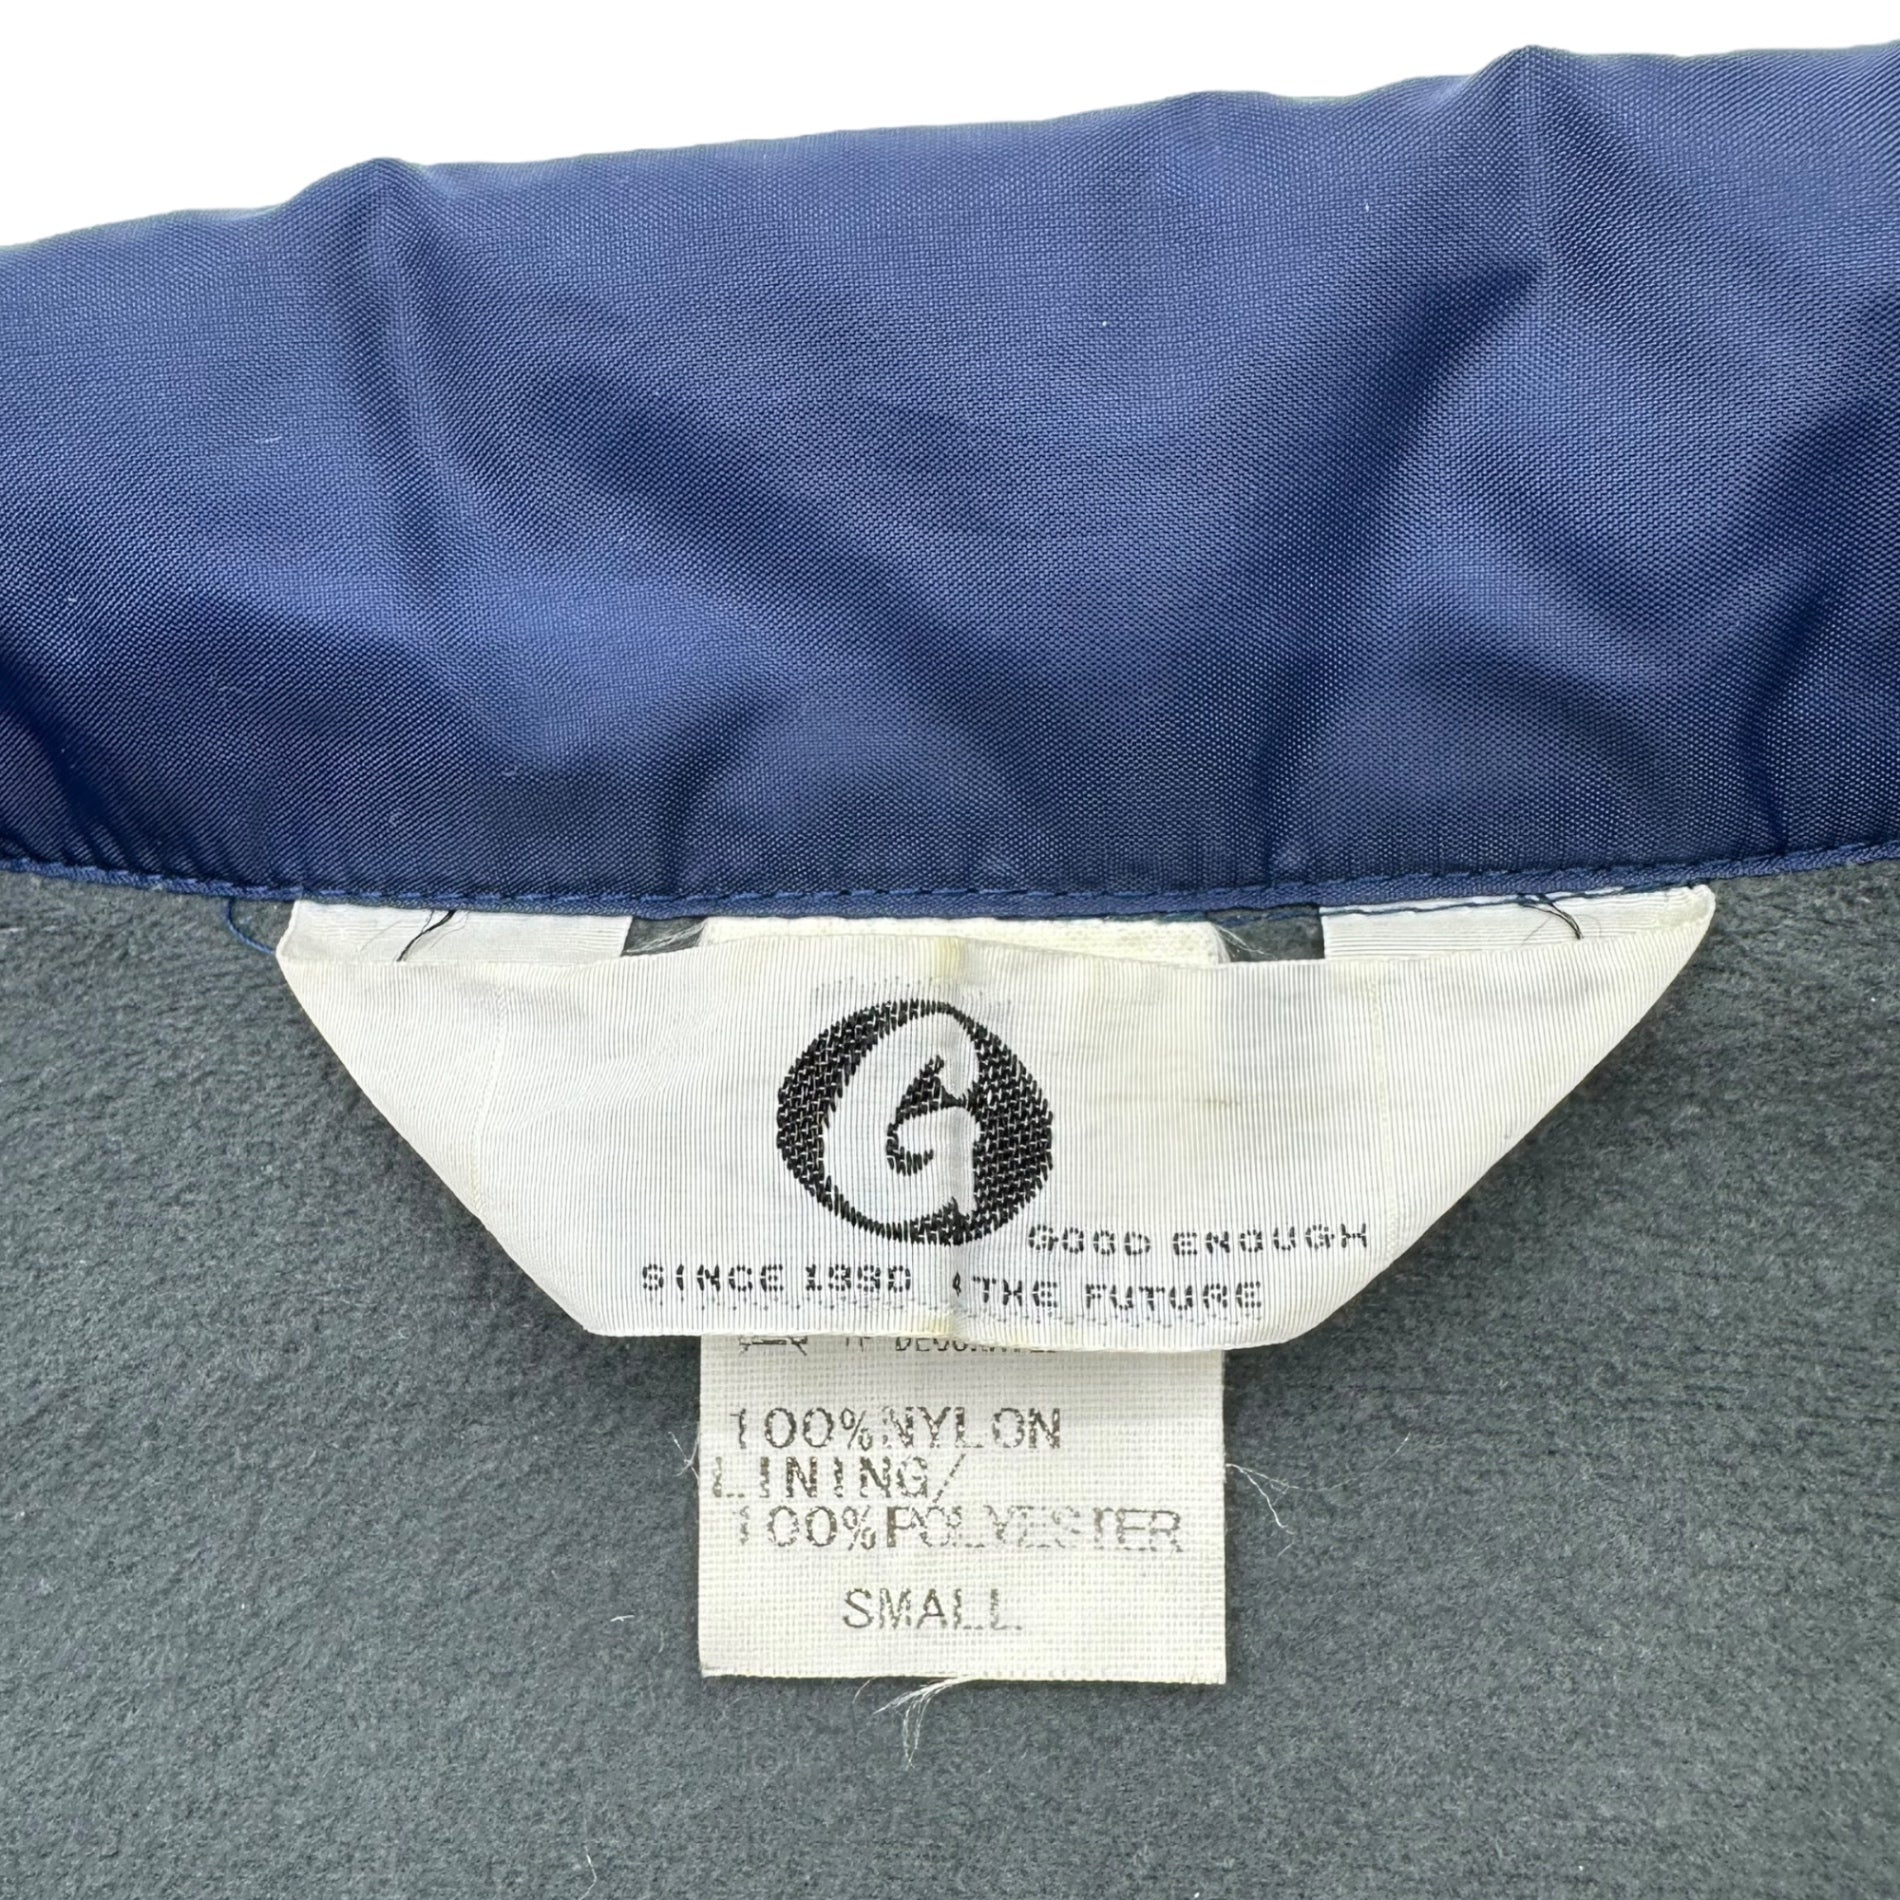 G
GOOD ENOUGH
SINCE 1990 & THE FUTURE
100%NYLON
LINING/
100%POLYESTER
SMALL